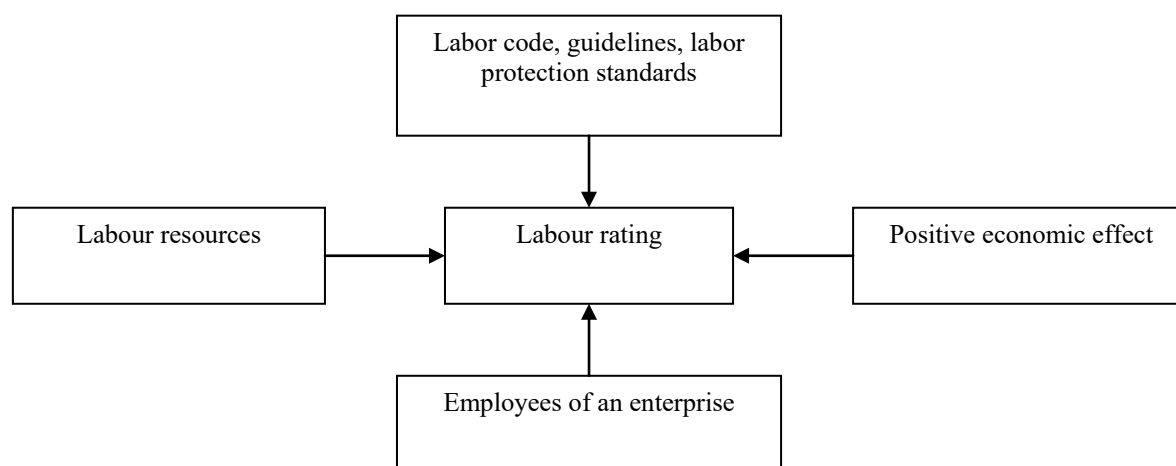 Labor code, guidelines, labor
protection standards
Labour resources
Labour rating
Positive economic effect
Employees of an enterprise